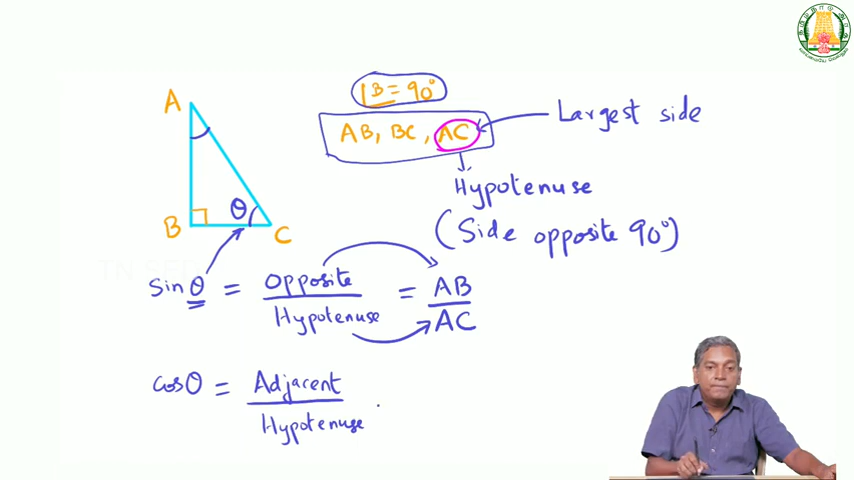 A
∟B = 90°
AB, BC, AC
Largest side
Hypotenuse
(Side opposite 90°)
θ
B
C
Sin θ = Opposite / Hypotenuse = AB / AC
cos θ = Adjacent / Hypotenuse